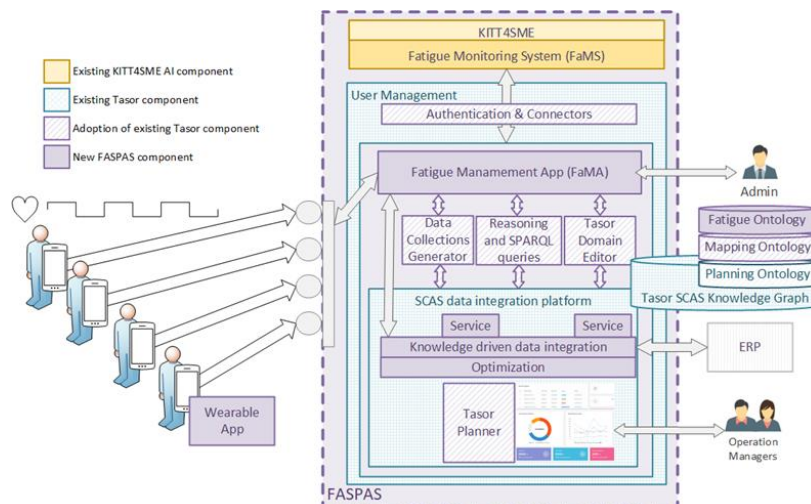 KITT4SME
Fatigue Monitoring System (FaMS)
Existing KITT4SME AI component
Existing Tasor component
Adoption of existing Tasor component
New FASPAS component
User Management
Authentication & Connectors
Fatigue Manamement App (FaMA)
Admin
Data
Collections
Generator
Reasoning
and SPARQL
queries
Tasor
Domain
Editor
Fatigue Ontology
Mapping Ontology
Planning Ontology
Tasor SCAS Knowledge Graph
SCAS data integration platform
Service
Service
Knowledge driven data integration
Optimization
ERP
Wearable
App
Tasor
Planner
Operation
Managers
FASPAS